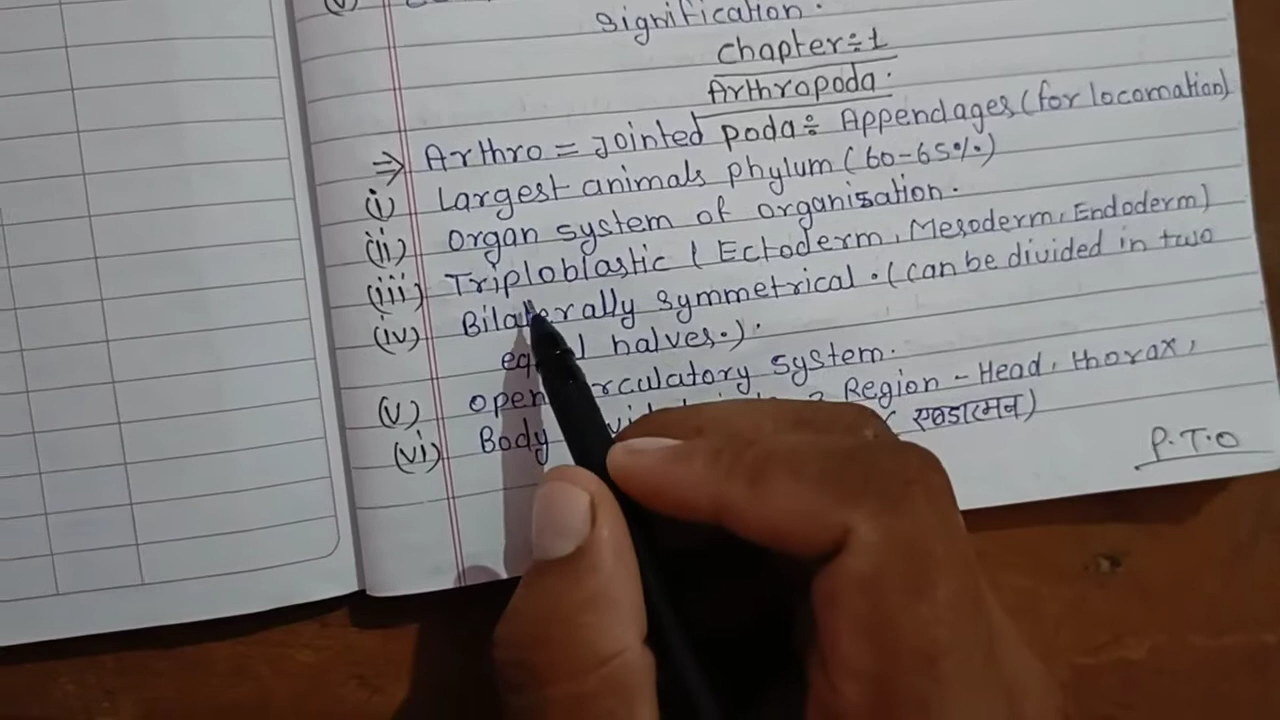 Signification.
Chapter÷1
Arthropoda.
⇒ Arthro = Jointed poda÷ Appendages (for locomation)
(i) Largest animals phylum (60-65%)
(ii) Organ system of organisation.
(iii) Triploblastic (Ectoderm, Mesoderm, Endoderm)
(iv) Bilaterally symmetrical. (can be divided in two
halves.).
(v) open system.
(vi) Body Region - Head, thorax,
P.T.O